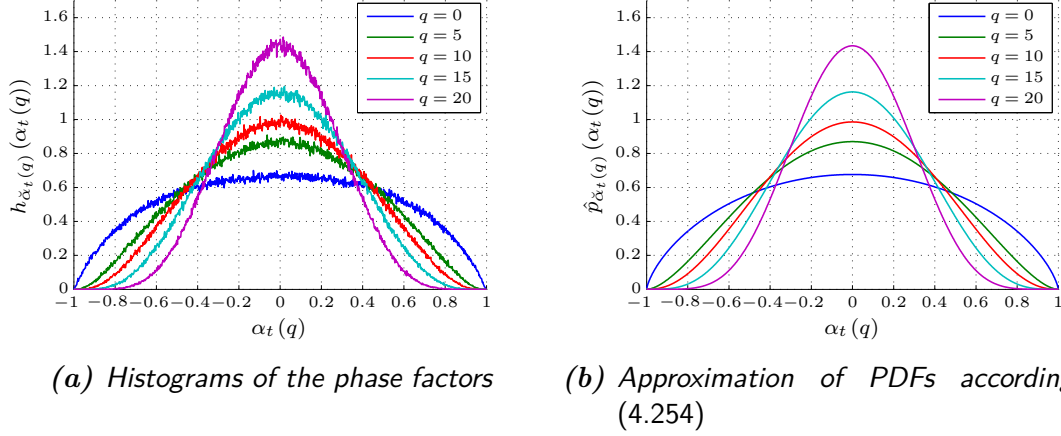 1.6
1.4
1.2
1
0.8
0.6
0.4
0.2
0
h_{\breve{α}_t(q)} (α_t (q))
q = 0
q = 5
q = 10
q = 15
q = 20
−1 −0.8 −0.6 −0.4 −0.2 0 0.2 0.4 0.6 0.8 1
α_t (q)
(a) Histograms of the phase factors
1.6
1.4
1.2
1
0.8
0.6
0.4
0.2
0
\hat{p}_{\breve{α}_t(q)} (α_t (q))
q = 0
q = 5
q = 10
q = 15
q = 20
−1 −0.8 −0.6 −0.4 −0.2 0 0.2 0.4 0.6 0.8 1
α_t (q)
(b) Approximation of PDFs according
(4.254)